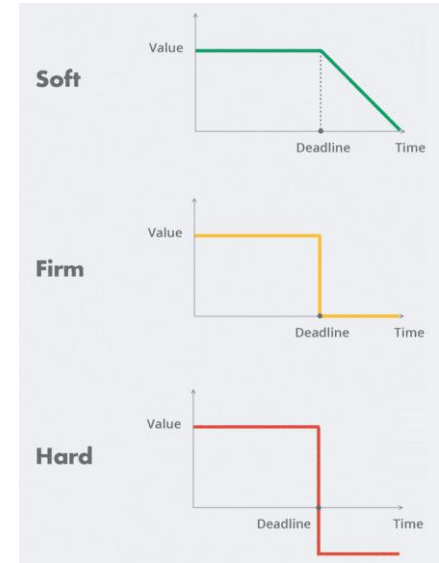 Value
Soft
Deadline Time
Value
Firm
Deadline Time
Value
Hard
Deadline Time